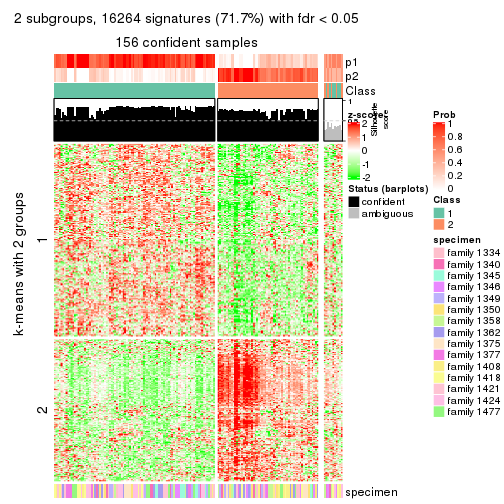 2 subgroups, 16264 signatures (71.7%) with fdr < 0.05
156 confident samples
p1
p2
Class
1
0.5
Silhouette
score
k-means with 2 groups
1
2
specimen
z-score
2
1
0
-1
-2
Status (barplots)
confident
ambiguous
Prob
1
0.8
0.6
0.4
0.2
0
Class
1
2
specimen
family 1334
family 1340
family 1345
family 1346
family 1349
family 1350
family 1358
family 1362
family 1375
family 1377
family 1408
family 1418
family 1421
family 1424
family 1477